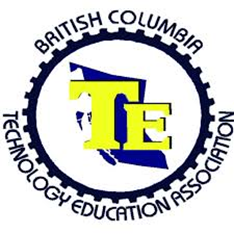 BRITISH COLUMBIA
TE
TECHNOLOGY EDUCATION ASSOCIATION